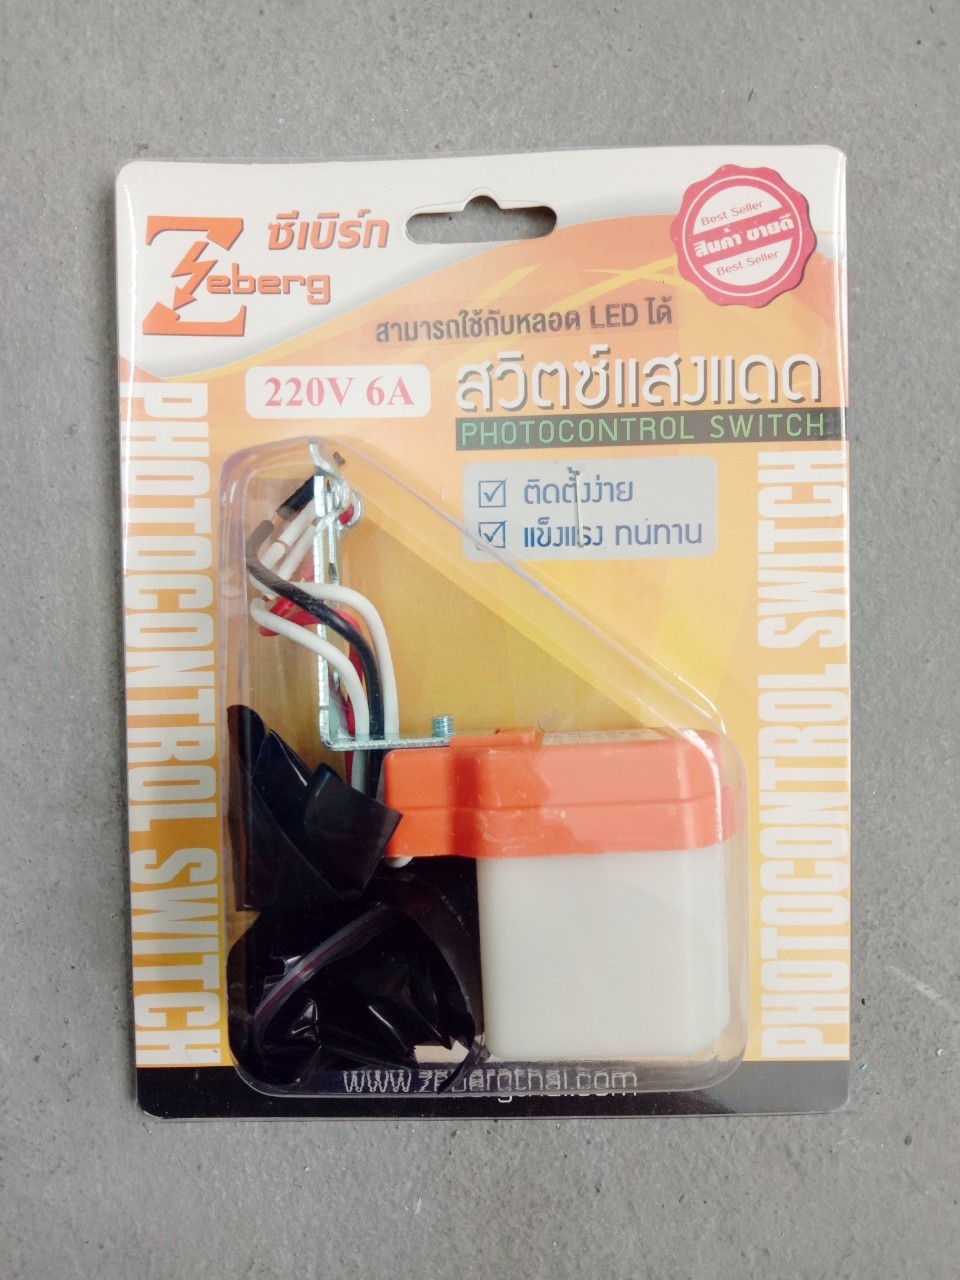 ซีเบิร์ก
Zeberg
Best Seller
สินค้า ขายดี
Best Seller
สามารถใช้กับหลอด LED ได้
220V 6A
สวิตซ์แสงแดด
PHOTOCONTROL SWITCH
ติดตั้งง่าย
แข็งแรง ทนทาน
PHOTOCONTROL SWITCH
PHOTOCONTROL SWITCH
www.zebergthai.com